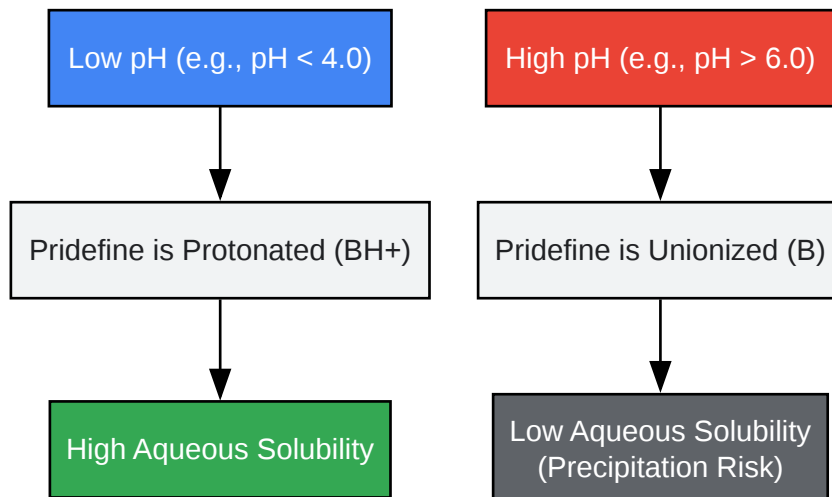 Low pH (e.g., pH < 4.0)
Pridefine is Protonated (BH+)
High Aqueous Solubility
High pH (e.g., pH > 6.0)
Pridefine is Unionized (B)
Low Aqueous Solubility
(Precipitation Risk)